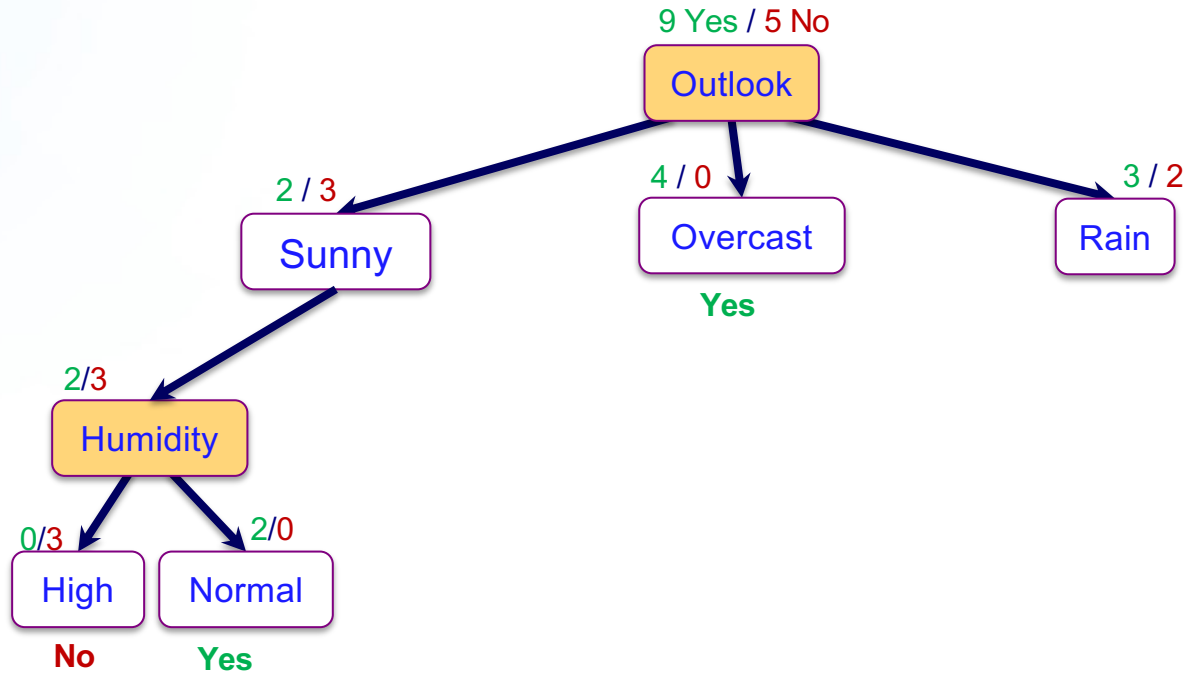 9 Yes / 5 No
Outlook
2 / 3
4 / 0
3 / 2
Sunny
Overcast
Rain
Yes
2/3
Humidity
0/3
2/0
High
Normal
No
Yes